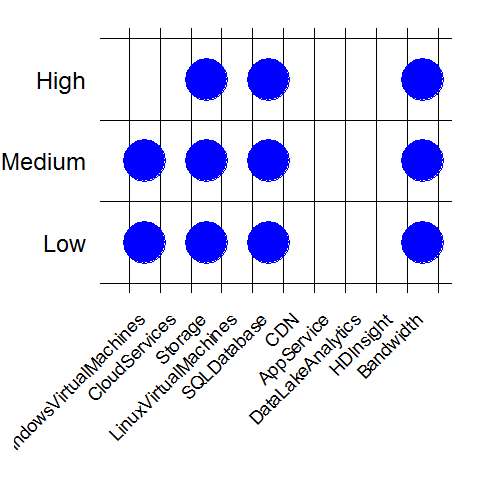 High
Medium
Low
ndowsVirtualMachines
CloudServices
Storage
LinuxVirtualMachines
SQLDatabase
CDN
AppService
DataLakeAnalytics
HDInsight
Bandwidth